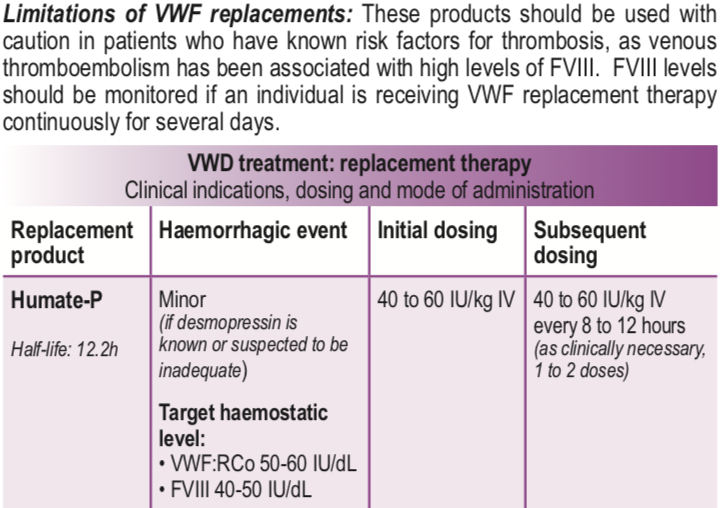 Limitations of VWF replacements: These products should be used with
caution in patients who have known risk factors for thrombosis, as venous
thromboembolism has been associated with high levels of FVIII. FVIII levels
should be monitored if an individual is receiving VWF replacement therapy
continuously for several days.
VWD treatment: replacement therapy
Clinical indications, dosing and mode of administration
Replacement
product
Haemorrhagic event
Initial dosing
Subsequent
dosing
Humate-P
Half-life: 12.2h
Minor
(if desmopressin is
known or suspected to be
inadequate)
Target haemostatic
level:
• VWF:RCo 50-60 IU/dL
• FVIII 40-50 IU/dL
40 to 60 IU/kg IV
40 to 60 IU/kg IV
every 8 to 12 hours
(as clinically necessary,
1 to 2 doses)